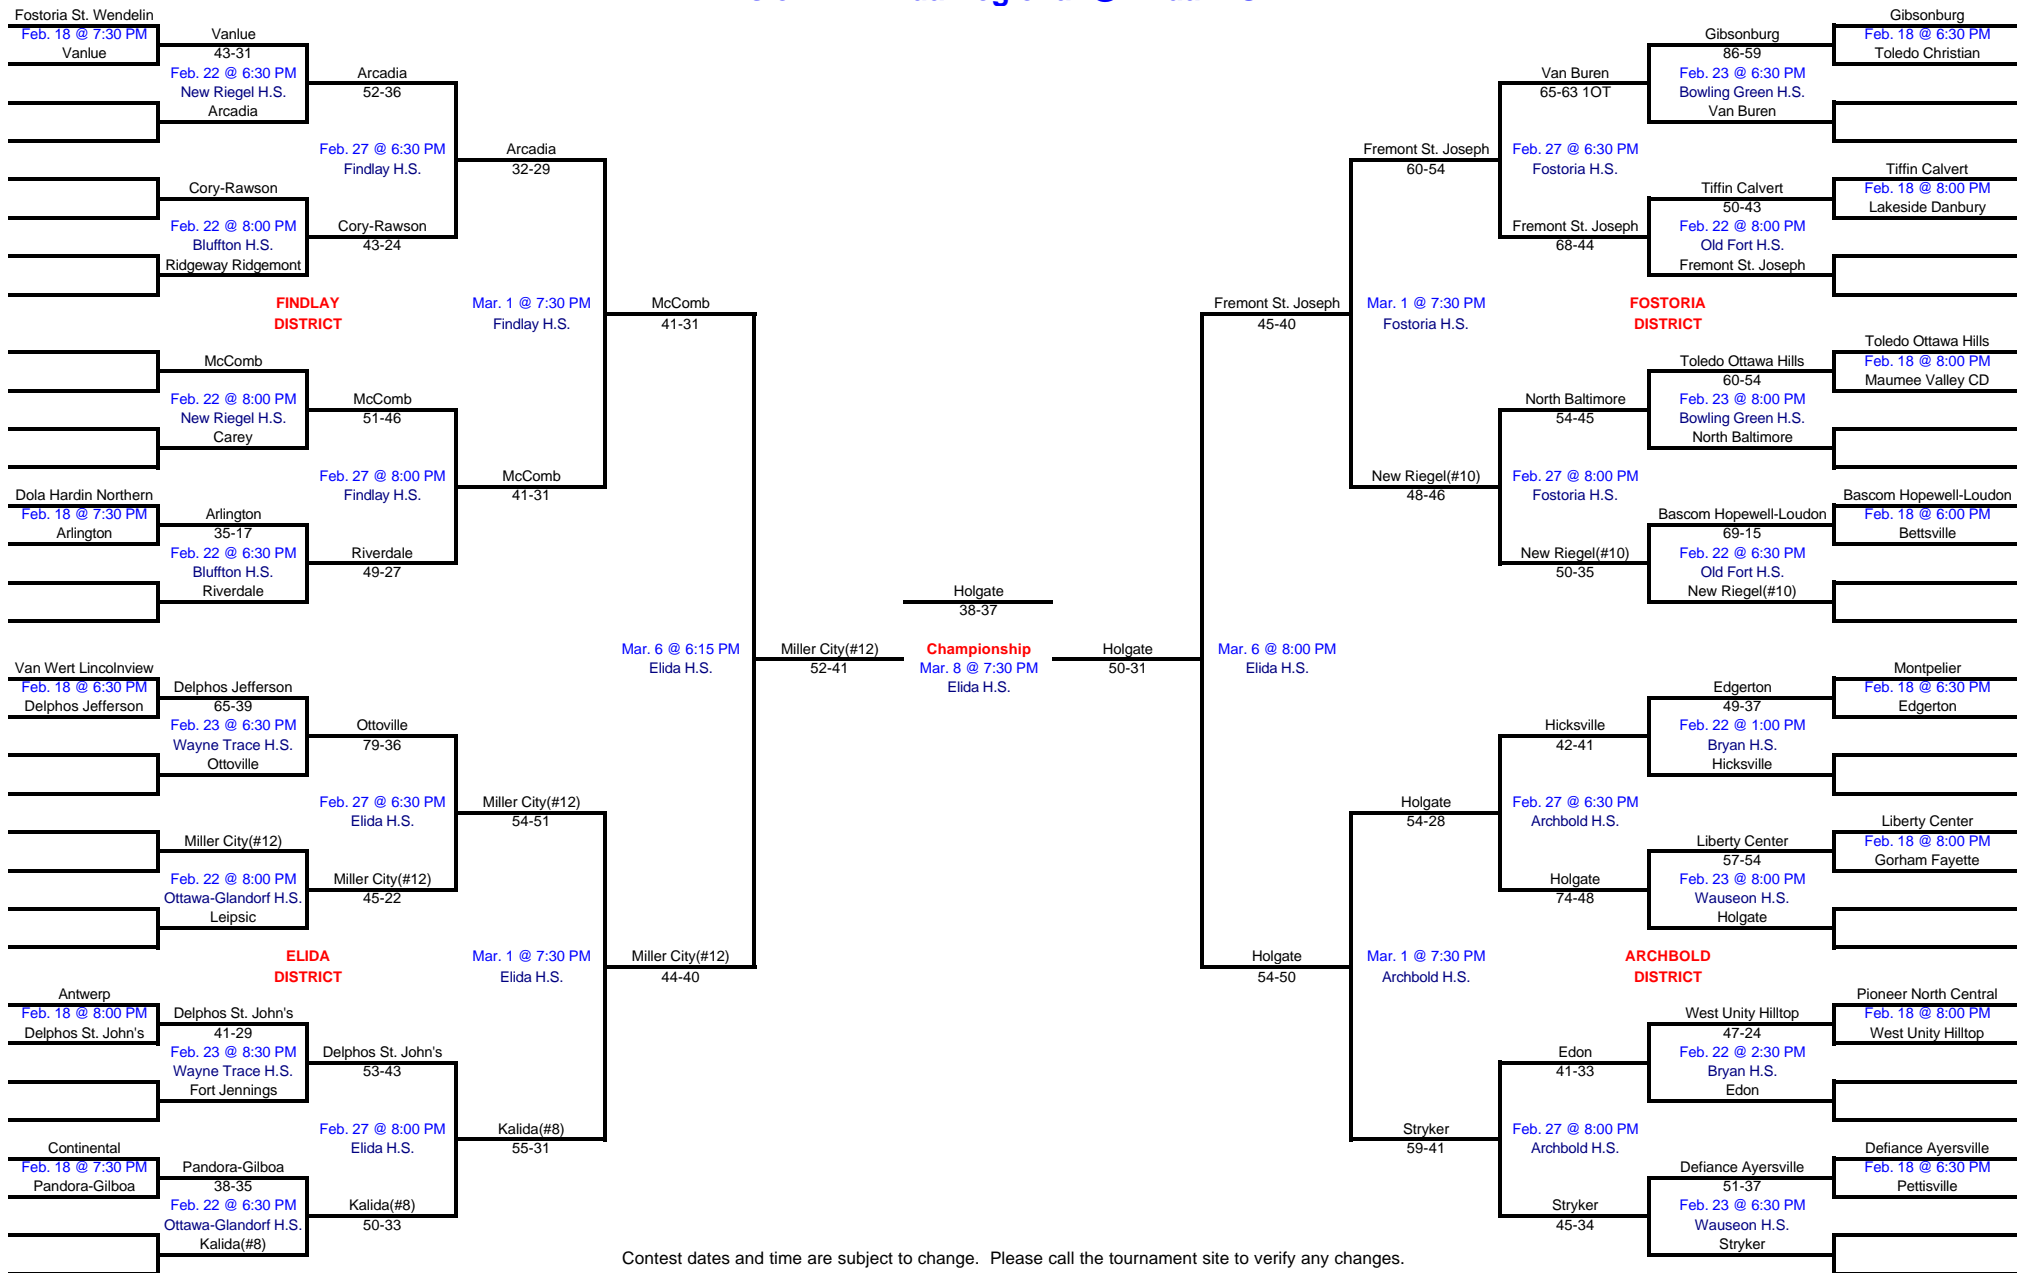 Fostoria St. Wendelin
Feb. 18 @ 7:30 PM
Vanlue
Vanlue
43-31
Feb. 22 @ 6:30 PM
New Riegel H.S.
Arcadia
Arcadia
52-36
Feb. 27 @ 6:30 PM
Findlay H.S.
Cory-Rawson
Feb. 22 @ 8:00 PM
Bluffton H.S.
Ridgeway Ridgemont
Cory-Rawson
43-24
Arcadia
32-29
FINDLAY
DISTRICT
Mar. 1 @ 7:30 PM
Findlay H.S.
McComb
41-31
McComb
Feb. 22 @ 8:00 PM
New Riegel H.S.
Carey
McComb
51-46
Feb. 27 @ 8:00 PM
Findlay H.S.
McComb
41-31
Dola Hardin Northern
Feb. 18 @ 7:30 PM
Arlington
Arlington
35-17
Feb. 22 @ 6:30 PM
Bluffton H.S.
Riverdale
Riverdale
49-27
Mar. 6 @ 6:15 PM
Elida H.S.
Miller City(#12)
52-41
Van Wert Lincolnview
Feb. 18 @ 6:30 PM
Delphos Jefferson
Delphos Jefferson
65-39
Feb. 23 @ 6:30 PM
Wayne Trace H.S.
Ottoville
Ottoville
79-36
Feb. 27 @ 6:30 PM
Elida H.S.
Miller City(#12)
54-51
Miller City(#12)
Feb. 22 @ 8:00 PM
Ottawa-Glandorf H.S.
Leipsic
Miller City(#12)
45-22
ELIDA
DISTRICT
Mar. 1 @ 7:30 PM
Elida H.S.
Miller City(#12)
44-40
Antwerp
Feb. 18 @ 8:00 PM
Delphos St. John's
Delphos St. John's
41-29
Feb. 23 @ 8:30 PM
Wayne Trace H.S.
Fort Jennings
Delphos St. John's
53-43
Feb. 27 @ 8:00 PM
Elida H.S.
Kalida(#8)
55-31
Continental
Feb. 18 @ 7:30 PM
Pandora-Gilboa
Pandora-Gilboa
38-35
Feb. 22 @ 6:30 PM
Ottawa-Glandorf H.S.
Kalida(#8)
Kalida(#8)
50-33
Holgate
38-37
Championship
Mar. 8 @ 7:30 PM
Elida H.S.
Holgate
50-31
Mar. 6 @ 8:00 PM
Elida H.S.
Gibsonburg
Feb. 18 @ 6:30 PM
Toledo Christian
Gibsonburg
86-59
Feb. 23 @ 6:30 PM
Bowling Green H.S.
Van Buren
Van Buren
65-63 1OT
Feb. 27 @ 6:30 PM
Fostoria H.S.
Fremont St. Joseph
60-54
Tiffin Calvert
Feb. 18 @ 8:00 PM
Lakeside Danbury
Tiffin Calvert
50-43
Feb. 22 @ 8:00 PM
Old Fort H.S.
Fremont St. Joseph
Fremont St. Joseph
68-44
FOSTORIA
DISTRICT
Mar. 1 @ 7:30 PM
Fostoria H.S.
Fremont St. Joseph
45-40
Toledo Ottawa Hills
Feb. 18 @ 8:00 PM
Maumee Valley CD
Toledo Ottawa Hills
60-54
Feb. 23 @ 8:00 PM
Bowling Green H.S.
North Baltimore
North Baltimore
54-45
Feb. 27 @ 8:00 PM
Fostoria H.S.
New Riegel(#10)
48-46
Bascom Hopewell-Loudon
Feb. 18 @ 6:00 PM
Bettsville
Bascom Hopewell-Loudon
69-15
Feb. 22 @ 6:30 PM
Old Fort H.S.
New Riegel(#10)
New Riegel(#10)
50-35
Montpelier
Feb. 18 @ 6:30 PM
Edgerton
Edgerton
49-37
Feb. 22 @ 1:00 PM
Bryan H.S.
Hicksville
Hicksville
42-41
Feb. 27 @ 6:30 PM
Archbold H.S.
Holgate
54-28
Liberty Center
Feb. 18 @ 8:00 PM
Gorham Fayette
Liberty Center
57-54
Feb. 23 @ 8:00 PM
Wauseon H.S.
Holgate
Holgate
74-48
ARCHBOLD
DISTRICT
Mar. 1 @ 7:30 PM
Archbold H.S.
Holgate
54-50
Pioneer North Central
Feb. 18 @ 8:00 PM
West Unity Hilltop
West Unity Hilltop
47-24
Feb. 22 @ 2:30 PM
Bryan H.S.
Edon
Edon
41-33
Feb. 27 @ 8:00 PM
Archbold H.S.
Stryker
59-41
Defiance Ayersville
Feb. 18 @ 6:30 PM
Pettisville
Defiance Ayersville
51-37
Feb. 23 @ 6:30 PM
Wauseon H.S.
Stryker
Stryker
45-34
Contest dates and time are subject to change. Please call the tournament site to verify any changes.